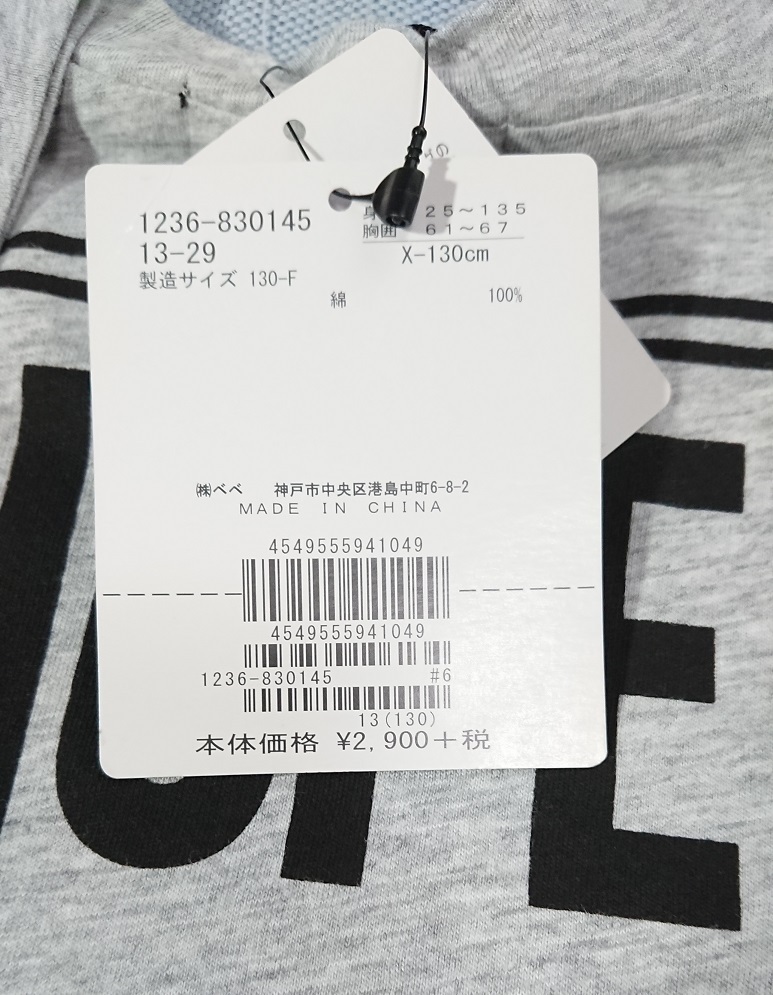 の
1236-830145
13-29
製造サイズ 130-F
身 25～135
胸囲 61～67
X-130cm
綿 100%
㈱べべ 神戸市中央区港島中町6-8-2
MADE IN CHINA
4549555941049
4549555941049
1236-830145 #6
13(130)
本体価格 ¥2,900＋税